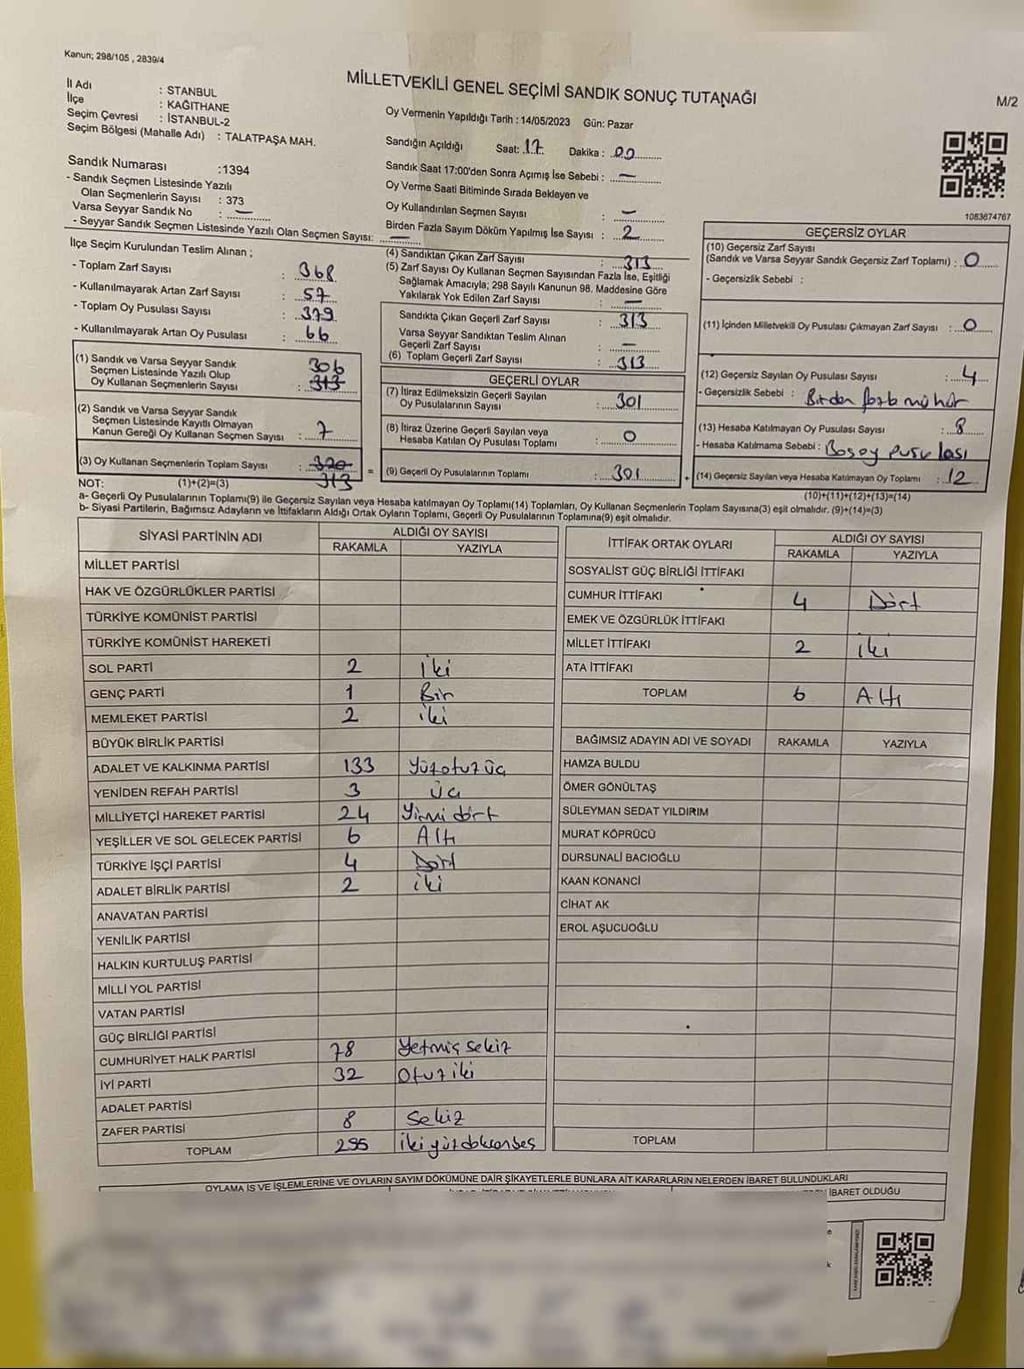 Kanun; 298/105 , 2839/4
MİLLETVEKİLİ GENEL SEÇİMİ SANDIK SONUÇ TUTANAĞI
M/2
İl Adı : STANBUL
İlçe : KAĞITHANE
Seçim Çevresi : İSTANBUL-2
Seçim Bölgesi (Mahalle Adı) : TALATPAŞA MAH.
Sandık Numarası :1394
- Sandık Seçmen Listesinde Yazılı
Olan Seçmenlerin Sayısı : 373
Varsa Seyyar Sandık No : —
- Seyyar Sandık Seçmen Listesinde Yazılı Olan Seçmen Sayısı: —
Oy Vermenin Yapıldığı Tarih : 14/05/2023 Gün: Pazar
Sandığın Açıldığı Saat: 17 Dakika : 00
Sandık Saat 17:00'den Sonra Açımış İse Sebebi : —
Oy Verme Saati Bitiminde Sırada Bekleyen ve
Oy Kullandırılan Seçmen Sayısı : —
Birden Fazla Sayım Döküm Yapılmış İse Sayısı : 2
1083674767
İlçe Seçim Kurulundan Teslim Alınan ;
- Toplam Zarf Sayısı : 368
- Kullanılmayarak Artan Zarf Sayısı : 57
- Toplam Oy Pusulası Sayısı : 379
- Kullanılmayarak Artan Oy Pusulası : 66
(1) Sandık ve Varsa Seyyar Sandık
Seçmen Listesinde Yazılı Olup
Oy Kullanan Seçmenlerin Sayısı : 306
313
(2) Sandık ve Varsa Seyyar Sandık
Seçmen Listesinde Kayıtlı Olmayan
Kanun Gereği Oy Kullanan Seçmen Sayısı : 7
(3) Oy Kullanan Seçmenlerin Toplam Sayısı : 320
313
(4) Sandıktan Çıkan Zarf Sayısı : 313
(5) Zarf Sayısı Oy Kullanan Seçmen Sayısından Fazla İse, Eşitliği
Sağlamak Amacıyla; 298 Sayılı Kanunun 98. Maddesine Göre
Yakılarak Yok Edilen Zarf Sayısı : —
Sandıkta Çıkan Geçerli Zarf Sayısı : 313
Varsa Seyyar Sandıktan Teslim Alınan
Geçerli Zarf Sayısı : —
(6) Toplam Geçerli Zarf Sayısı : 313
GEÇERLİ OYLAR
(7) İtiraz Edilmeksizin Geçerli Sayılan
Oy Pusulalarının Sayısı : 301
(8) İtiraz Üzerine Geçerli Sayılan veya
Hesaba Katılan Oy Pusulası Toplamı : 0
= (9) Geçerli Oy Pusulalarının Toplamı : 301
GEÇERSİZ OYLAR
(10) Geçersiz Zarf Sayısı
(Sandık ve Varsa Seyyar Sandık Geçersiz Zarf Toplamı) : 0
- Geçersizlik Sebebi :
(11) İçinden Milletvekili Oy Pusulası Çıkmayan Zarf Sayısı : 0
(12) Geçersiz Sayılan Oy Pusulası Sayısı : 4
- Geçersizlik Sebebi : Birden fazla mühür
(13) Hesaba Katılmayan Oy Pusulası Sayısı : 8
- Hesaba Katılmama Sebebi : Boşoy pusulası
+ (14) Geçersiz Sayılan veya Hesaba Katılmayan Oy Toplamı : 12
NOT: (1)+(2)=(3)
(10)+(11)+(12)+(13)=(14)
a- Geçerli Oy Pusulalarının Toplamı(9) ile Geçersiz Sayılan veya Hesaba katılmayan Oy Toplamı(14) Toplamları, Oy Kullanan Seçmenlerin Toplam Sayısına(3) eşit olmalıdır. (9)+(14)=(3)
b- Siyasi Partilerin, Bağımsız Adayların ve İttifakların Aldığı Ortak Oyların Toplamı, Geçerli Oy Pusulalarının Toplamına(9) eşit olmalıdır.
SİYASİ PARTİNİN ADI ALDIĞI OY SAYISI
RAKAMLA YAZIYLA
MİLLET PARTİSİ
HAK VE ÖZGÜRLÜKLER PARTİSİ
TÜRKİYE KOMÜNİST PARTİSİ
TÜRKİYE KOMÜNİST HAREKETİ
SOL PARTİ 2 iki
GENÇ PARTİ 1 Bir
MEMLEKET PARTİSİ 2 iki
BÜYÜK BİRLİK PARTİSİ
ADALET VE KALKINMA PARTİSİ 133 Yüzotuzüç
YENİDEN REFAH PARTİSİ 3 Üç
MİLLİYETÇİ HAREKET PARTİSİ 24 Yirmi dört
YEŞİLLER VE SOL GELECEK PARTİSİ 6 Altı
TÜRKİYE İŞÇİ PARTİSİ 4 Dört
ADALET BİRLİK PARTİSİ 2 iki
ANAVATAN PARTİSİ
YENİLİK PARTİSİ
HALKIN KURTULUŞ PARTİSİ
MİLLİ YOL PARTİSİ
VATAN PARTİSİ
GÜÇ BİRLİĞİ PARTİSİ
CUMHURİYET HALK PARTİSİ 78 Yetmiş sekiz
İYİ PARTİ 32 Otuz iki
ADALET PARTİSİ
ZAFER PARTİSİ 8 Sekiz
TOPLAM 295 İki yüz doksan beş
İTTİFAK ORTAK OYLARI ALDIĞI OY SAYISI
RAKAMLA YAZIYLA
SOSYALİST GÜÇ BİRLİĞİ İTTİFAKI
CUMHUR İTTİFAKI 4 Dört
EMEK VE ÖZGÜRLÜK İTTİFAKI
MİLLET İTTİFAKI 2 iki
ATA İTTİFAKI
TOPLAM 6 Altı
BAĞIMSIZ ADAYIN ADI VE SOYADI RAKAMLA YAZIYLA
HAMZA BULDU
ÖMER GÖNÜLTAŞ
SÜLEYMAN SEDAT YILDIRIM
MURAT KÖPRÜCÜ
DURSUNALİ BACIOĞLU
KAAN KONANCİ
CİHAT AK
EROL AŞUCUOĞLU
TOPLAM
OYLAMA İŞ VE İŞLEMLERİNE VE OYLARIN SAYIM DÖKÜMÜNE DAİR ŞİKAYETLERLE BUNLARA AİT KARARLARIN NELERDEN İBARET BULUNDUKLARI
İBARET OLDUĞU